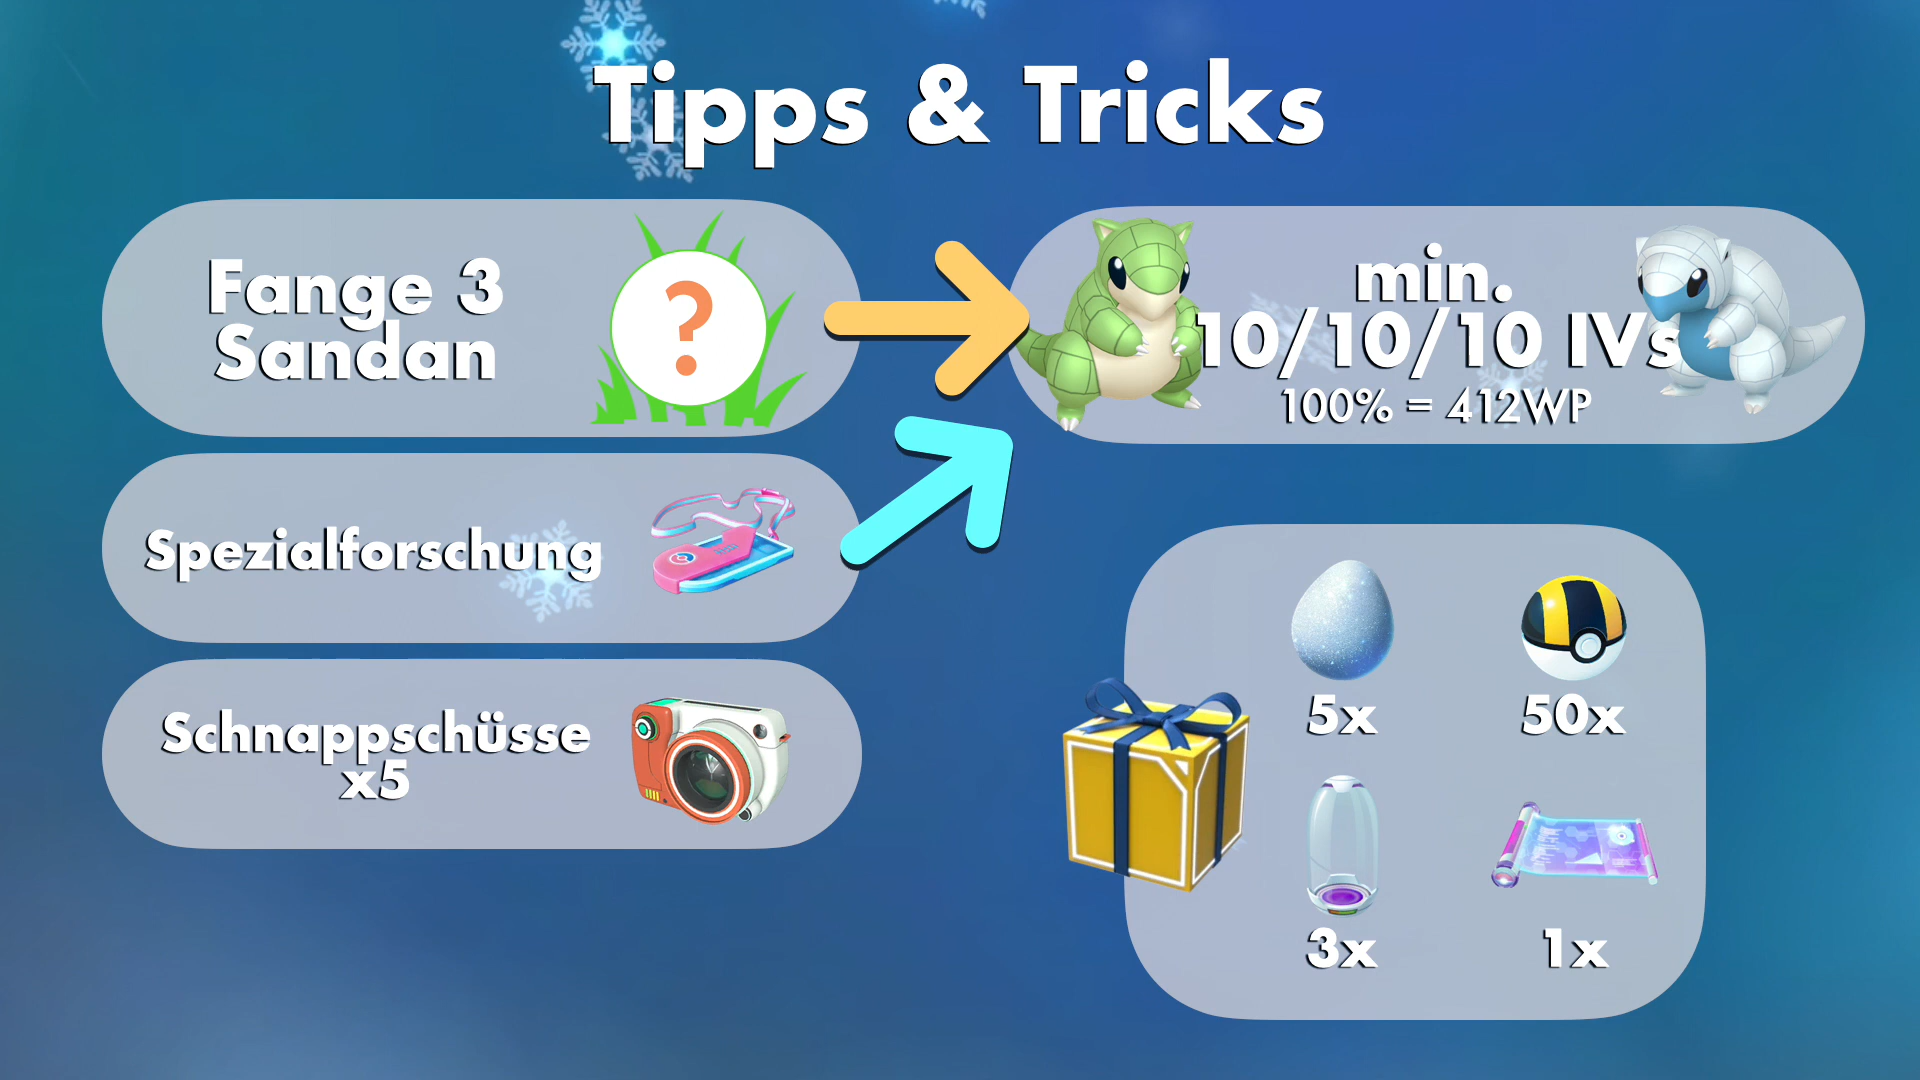 Tipps & Tricks
Fange 3
Sandan
?
min.
10/10/10 IVs
100% = 412WP
Spezialforschung
Schnappschüsse
x5
5x
50x
3x
1x